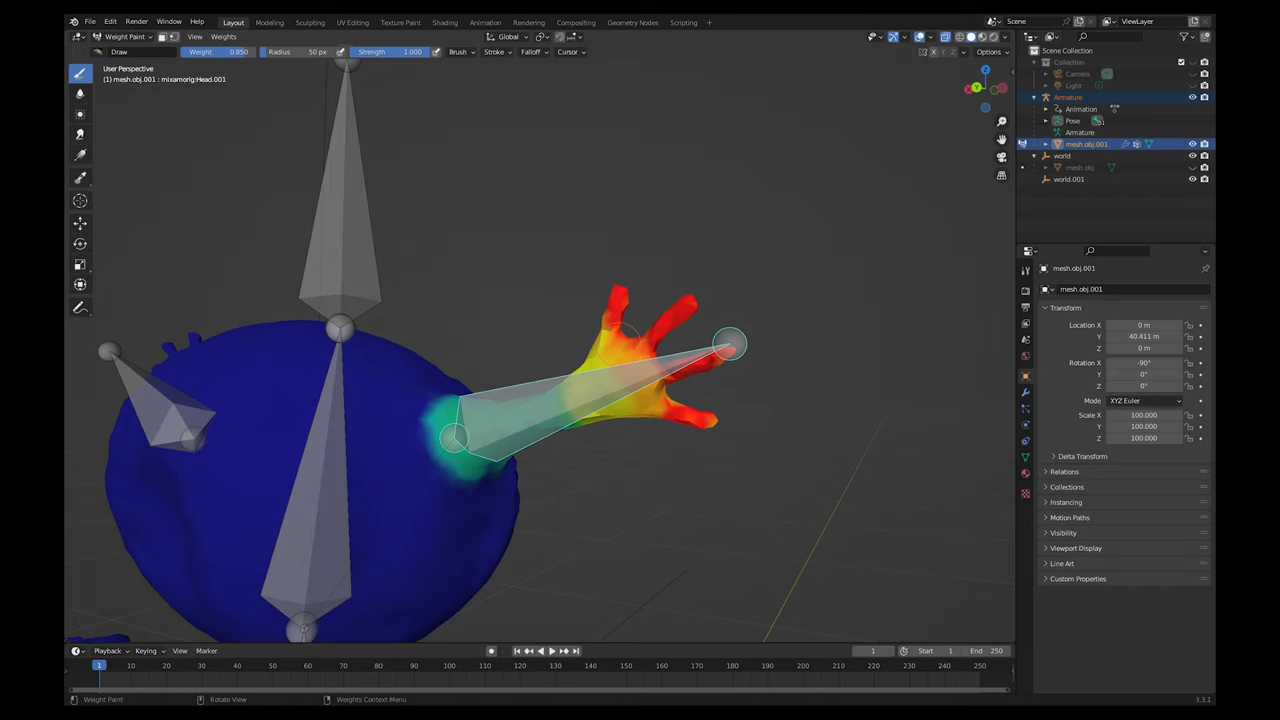 File Edit Render Window Help Layout Modeling Sculpting UV Editing Texture Paint Shading Animation Rendering Compositing Geometry Nodes Scripting + Scene ViewLayer
Weight Paint View Weights Global
Draw Weight 0.850 Radius 50 px Strength 1.000 Brush Stroke Falloff Cursor X Y Z Options
User Perspective
(1) mesh.obj.001 : mixamorig:Head.001
Scene Collection
Collection
Camera
Light
Armature
Animation
Pose
Armature
mesh.obj.001
world
mesh.obj
world.001
mesh.obj.001
mesh.obj.001
Transform
Location X 0 m
Y 40.411 m
Z 0 m
Rotation X -90°
Y 0°
Z 0°
Mode XYZ Euler
Scale X 100.000
Y 100.000
Z 100.000
Delta Transform
Relations
Collections
Instancing
Motion Paths
Visibility
Viewport Display
Line Art
Custom Properties
Playback Keying View Marker 1 Start 1 End 250
1 10 20 30 40 50 60 70 80 90 100 110 120 130 140 150 160 170 180 190 200 210 220 230 240 250
Weight Paint Rotate View Weights Context Menu 3.3.1